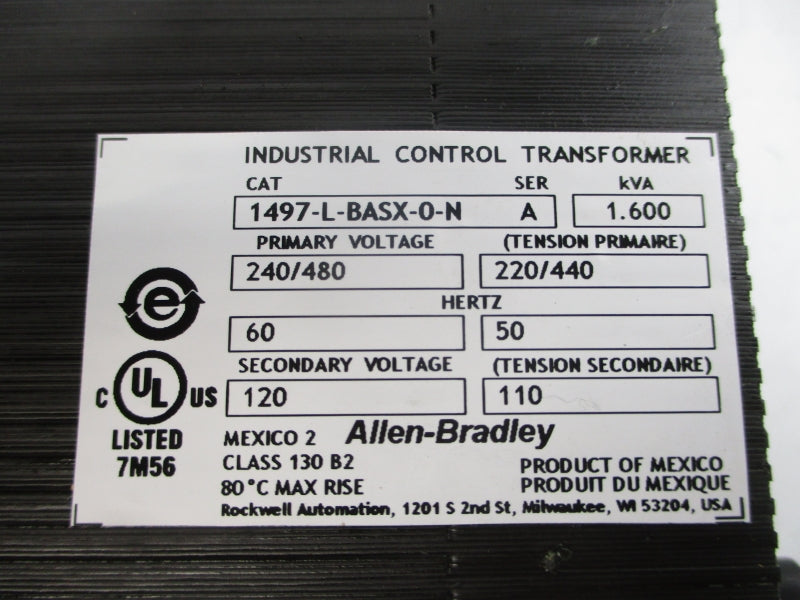 INDUSTRIAL CONTROL TRANSFORMER
CAT SER kVA
1497-L-BASX-0-N A 1.600
PRIMARY VOLTAGE (TENSION PRIMAIRE)
240/480 220/440
HERTZ
60 50
SECONDARY VOLTAGE (TENSION SECONDAIRE)
120 110
e
C UL US
LISTED
7M56
MEXICO 2 Allen-Bradley
CLASS 130 B2
80°C MAX RISE
PRODUCT OF MEXICO
PRODUIT DU MEXIQUE
Rockwell Automation, 1201 S 2nd St, Milwaukee, WI 53204, USA